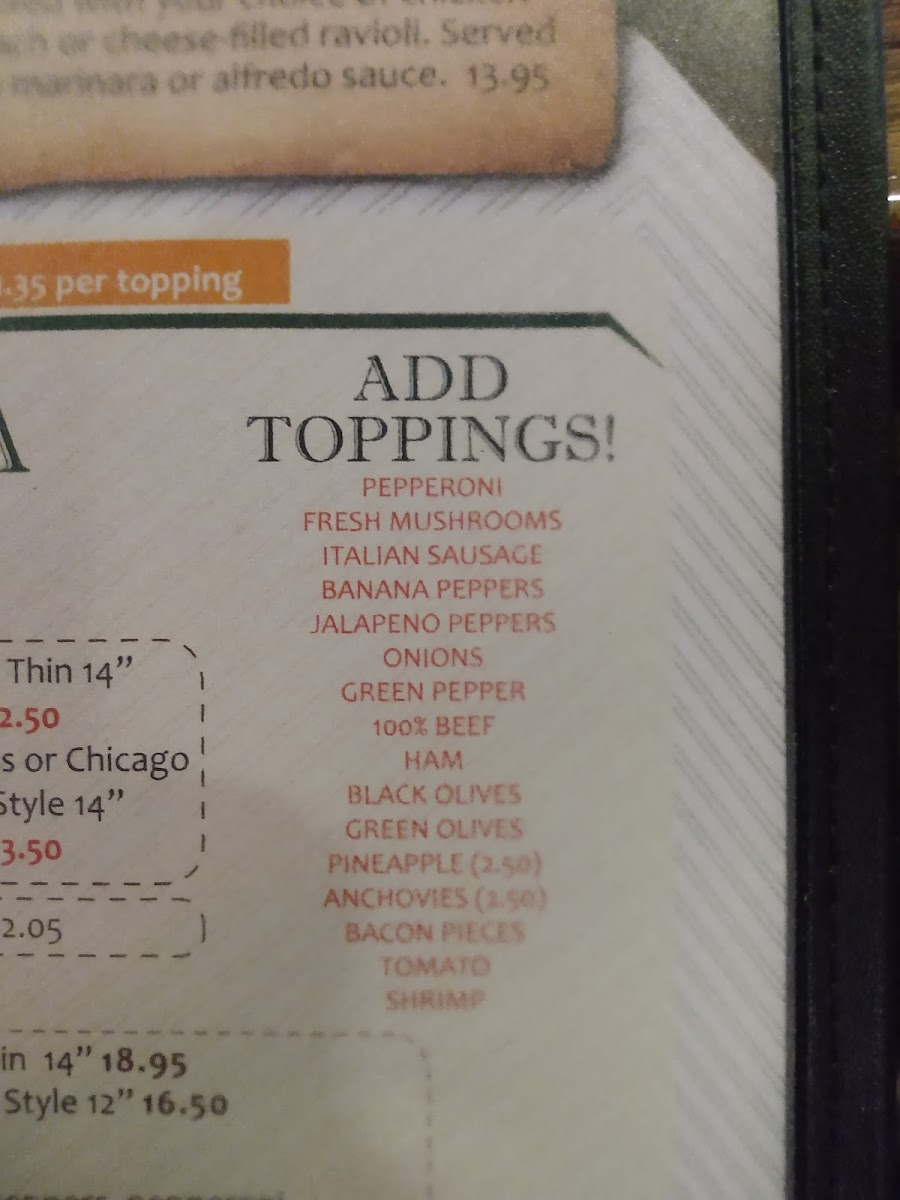 ach or cheese-filled ravioli. Served
marinara or alfredo sauce. 13.95
.35 per topping
ADD
TOPPINGS!
PEPPERONI
FRESH MUSHROOMS
ITALIAN SAUSAGE
BANANA PEPPERS
JALAPENO PEPPERS
ONIONS
GREEN PEPPER
100% BEEF
HAM
BLACK OLIVES
GREEN OLIVES
PINEAPPLE (2.50)
ANCHOVIES (2.50)
BACON PIECES
TOMATO
SHRIMP
A
Thin 14”
2.50
s or Chicago
Style 14”
3.50
2.05
in 14” 18.95
Style 12” 16.50